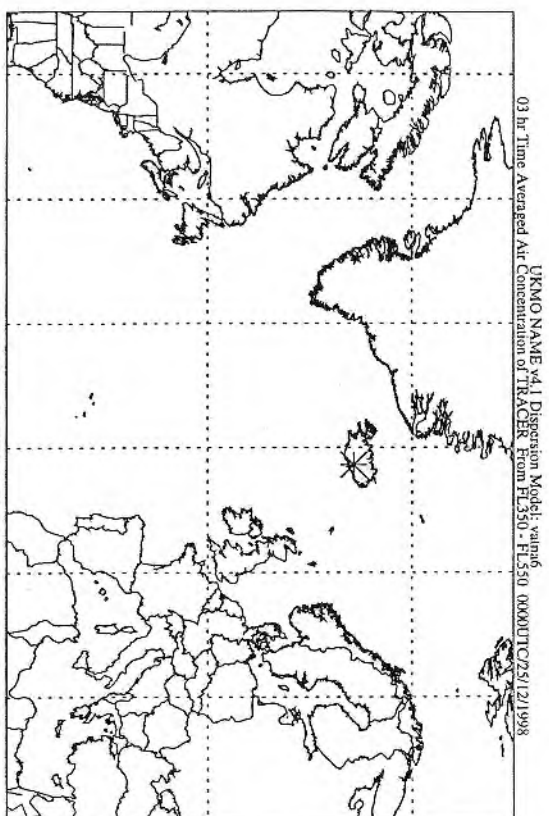 UKMO NAME v4.1 Dispersion Model: vaana6
03 hr Time Averaged Air Concentration of TRACER From FL350 - FL550 0000UTC/25/12/1998